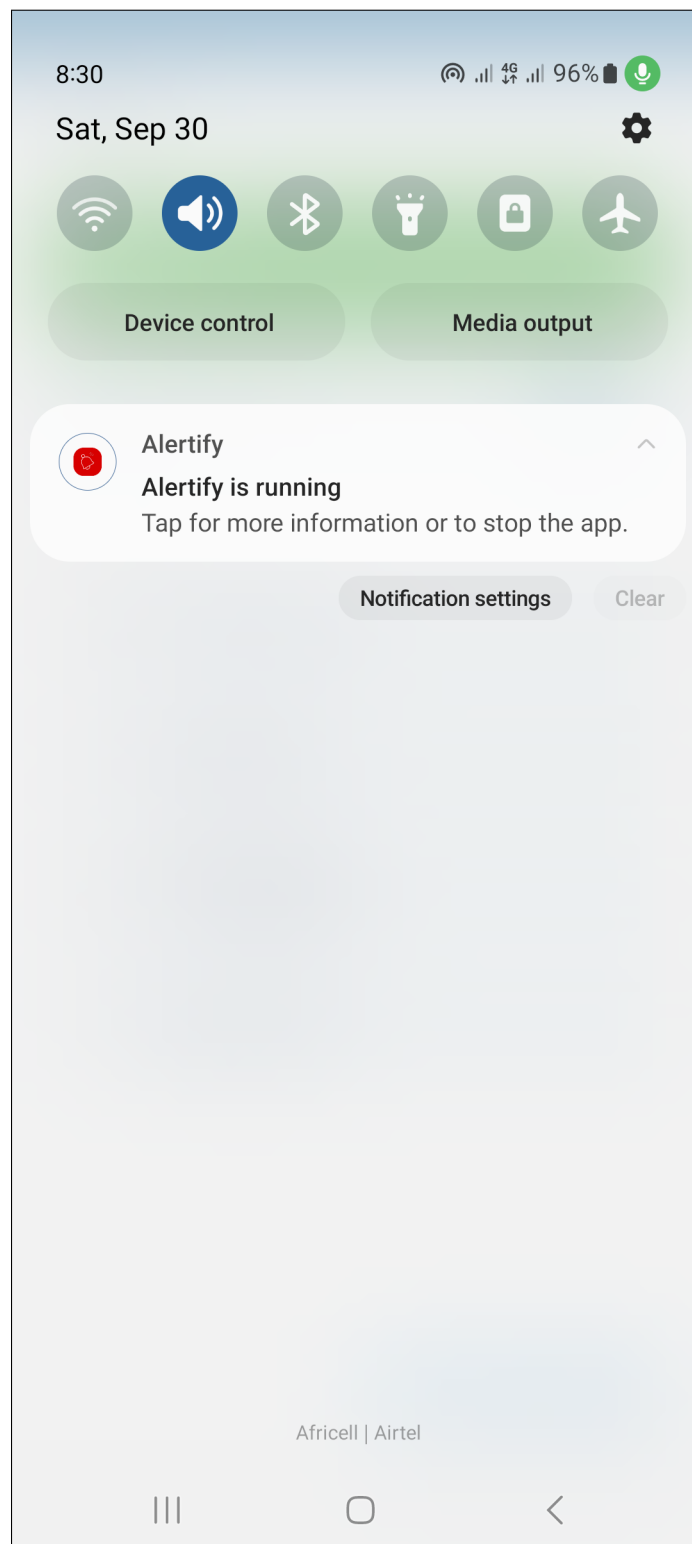 8:30
4G 96%
Sat, Sep 30
Device control Media output
Alertify
Alertify is running
Tap for more information or to stop the app.
Notification settings Clear
Africell | Airtel